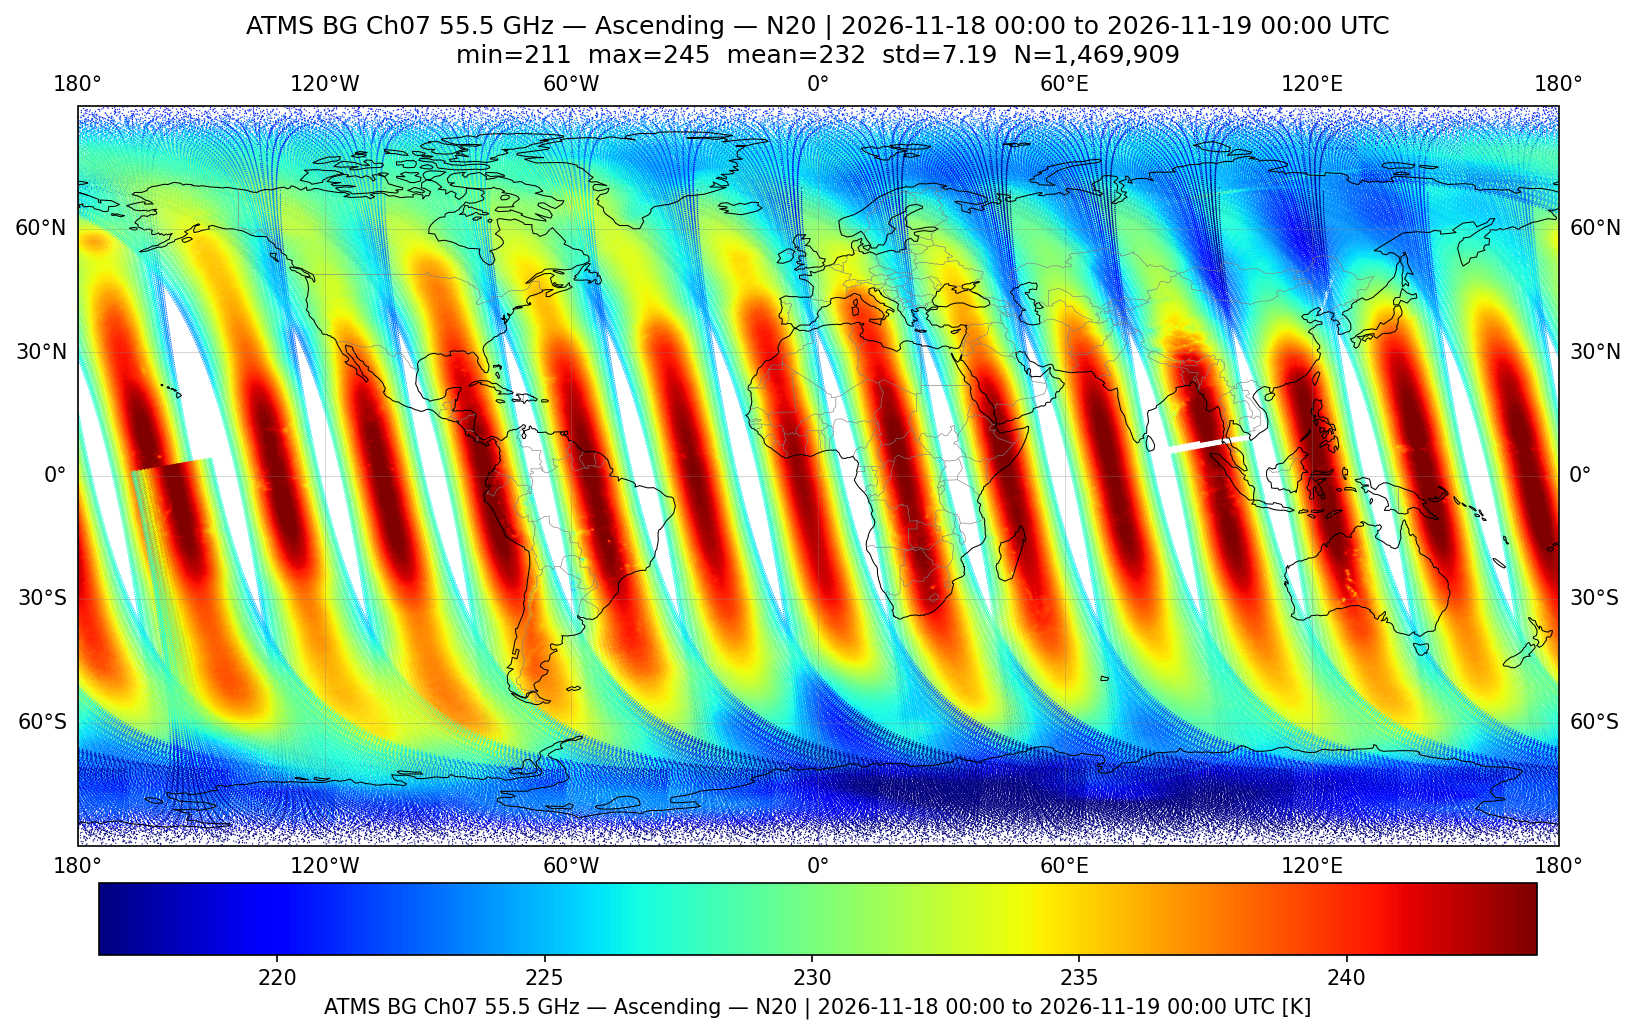 ATMS BG Ch07 55.5 GHz — Ascending — N20 | 2026-11-18 00:00 to 2026-11-19 00:00 UTC
min=211  max=245  mean=232  std=7.19  N=1,469,909
180° 120°W 60°W 0° 60°E 120°E 180°
60°N 60°N
30°N 30°N
0° 0°
30°S 30°S
60°S 60°S
180° 120°W 60°W 0° 60°E 120°E 180°
220 225 230 235 240
ATMS BG Ch07 55.5 GHz — Ascending — N20 | 2026-11-18 00:00 to 2026-11-19 00:00 UTC [K]